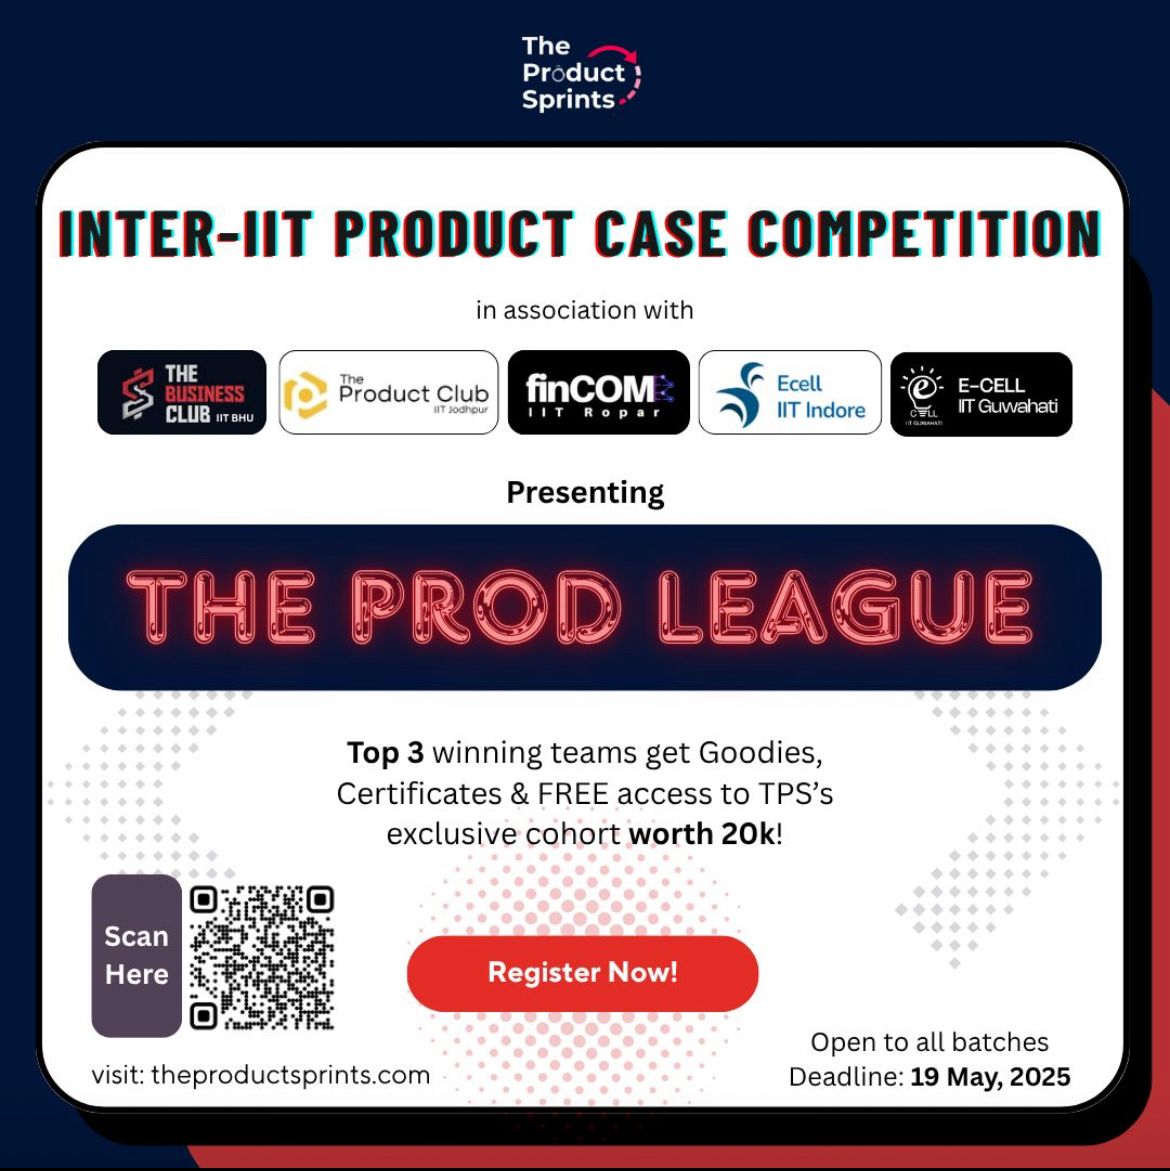 The
Product
Sprints
INTER-IIT PRODUCT CASE COMPETITION
in association with
THE
BUSINESS
CLUB IIT BHU
The
Product Club
IIT Jodhpur
finCOM
IIT Ropar
Ecell
IIT Indore
e
CELL
IIT GUWAHATI
E-CELL
IIT Guwahati
Presenting
THE PROD LEAGUE
Top 3 winning teams get Goodies,
Certificates & FREE access to TPS’s
exclusive cohort worth 20k!
Scan
Here
Register Now!
visit: theproductsprints.com
Open to all batches
Deadline: 19 May, 2025